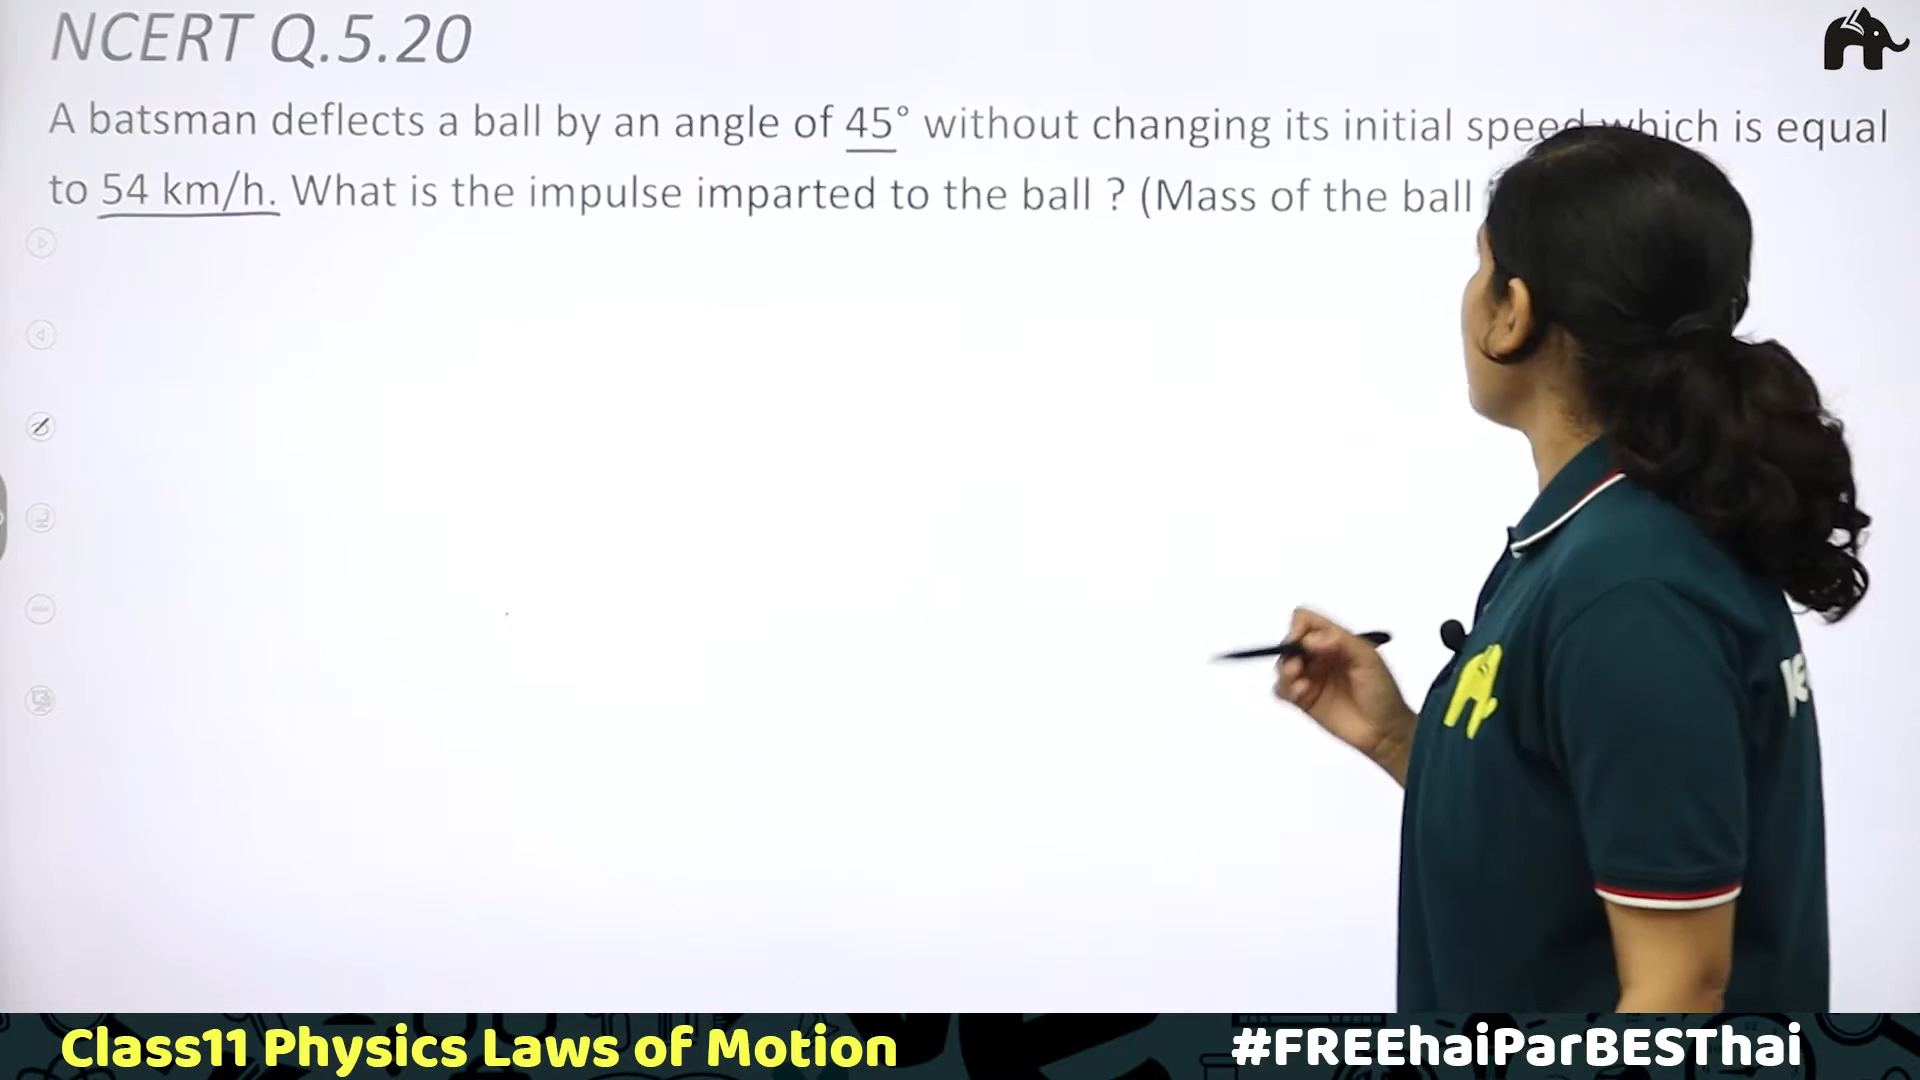 NCERT Q.5.20
A batsman deflects a ball by an angle of 45° without changing its initial speed which is equal
to 54 km/h. What is the impulse imparted to the ball ? (Mass of the ball
Class11 Physics Laws of Motion
#FREEhaiParBESThai